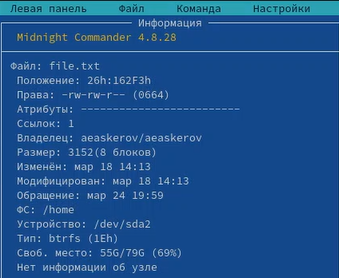 Левая панель Файл Команда Настройки
Информация
Midnight Commander 4.8.28
Файл: file.txt
Положение: 26h:162F3h
Права: -rw-rw-r-- (0664)
Атрибуты: ------------------------
Ссылок: 1
Владелец: aeaskerov/aeaskerov
Размер: 3152(8 блоков)
Изменён: мар 18 14:13
Модифицирован: мар 18 14:13
Обращение: мар 24 19:59
ФС: /home
Устройство: /dev/sda2
Тип: btrfs (1Eh)
Своб. место: 55G/79G (69%)
Нет информации об узле